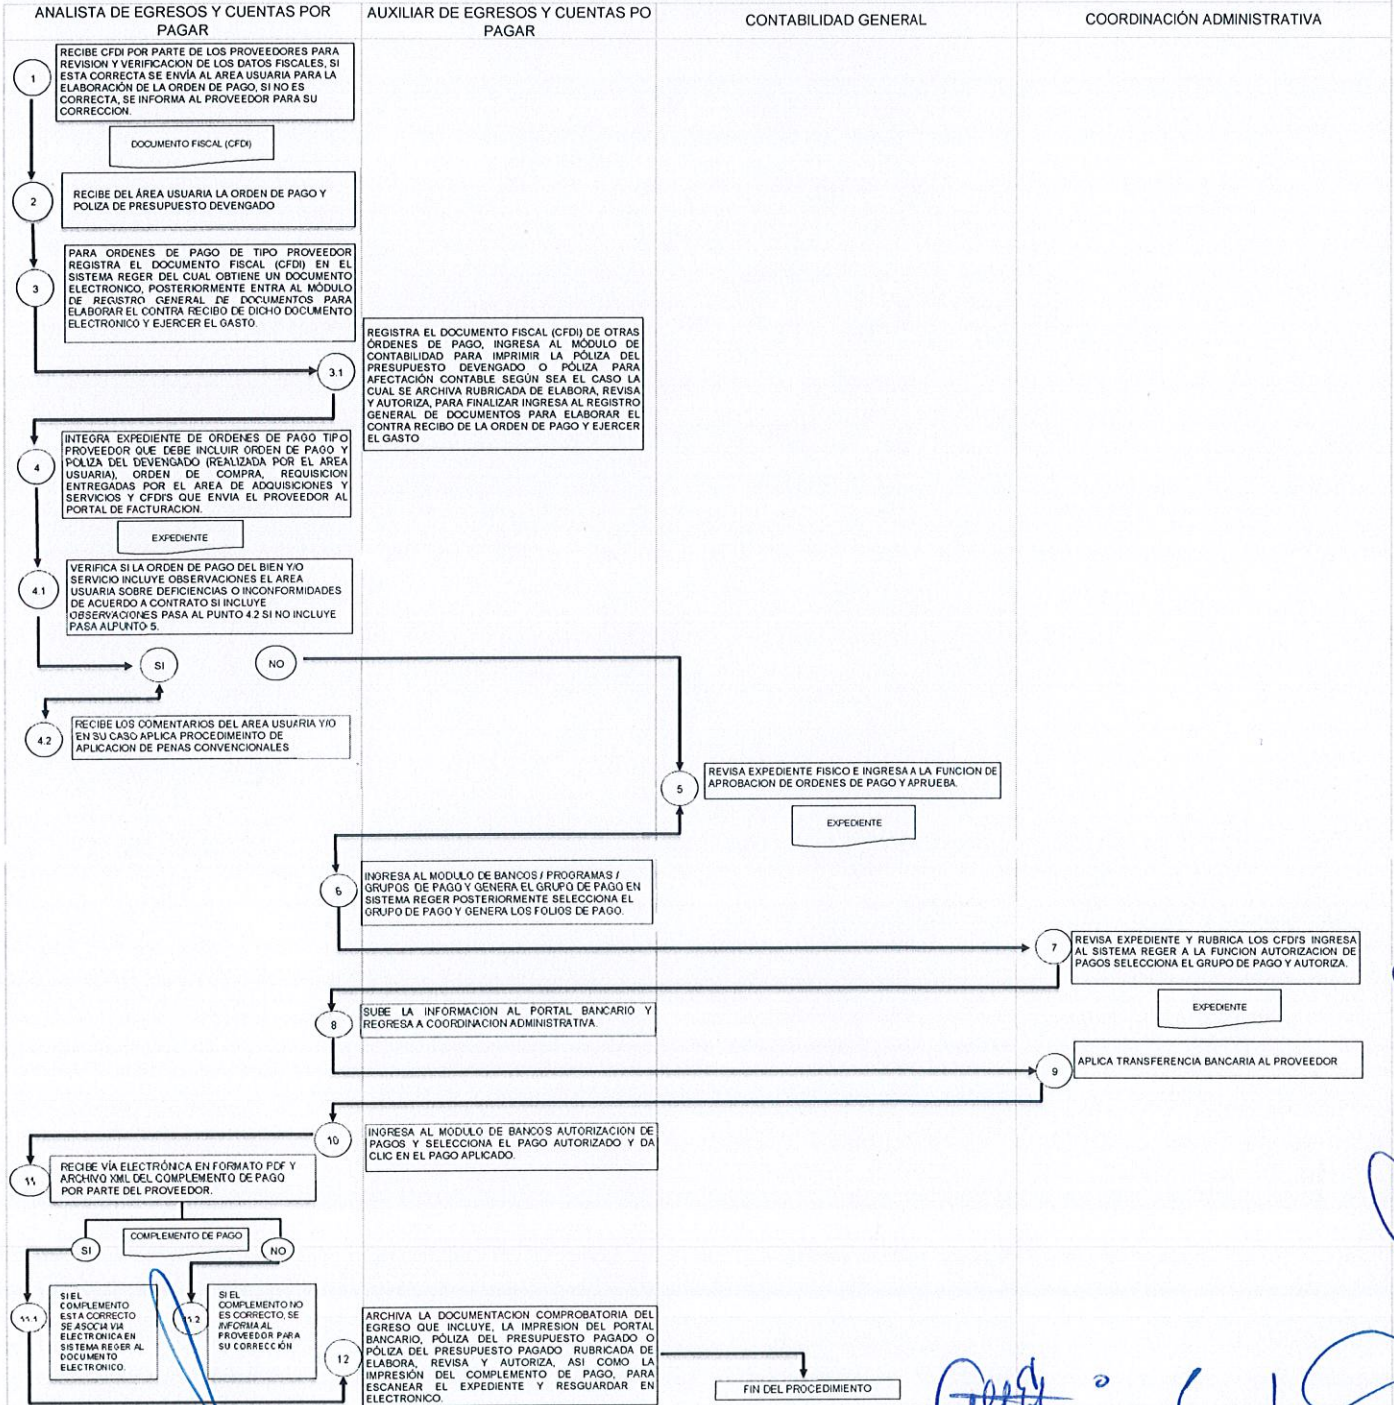 ANALISTA DE EGRESOS Y CUENTAS POR
PAGAR
AUXILIAR DE EGRESOS Y CUENTAS PO
PAGAR
CONTABILIDAD GENERAL
COORDINACIÓN ADMINISTRATIVA
1
RECIBE CFDI POR PARTE DE LOS PROVEEDORES PARA
REVISION Y VERIFICACION DE LOS DATOS FISCALES, SI
ESTA CORRECTA SE ENVÍA AL AREA USUARIA PARA LA
ELABORACIÓN DE LA ORDEN DE PAGO, SI NO ES
CORRECTA, SE INFORMA AL PROVEEDOR PARA SU
CORRECCION.
DOCUMENTO FISCAL (CFDI)
2
RECIBE DEL ÁREA USUARIA LA ORDEN DE PAGO Y
POLIZA DE PRESUPUESTO DEVENGADO
3
PARA ORDENES DE PAGO DE TIPO PROVEEDOR
REGISTRA EL DOCUMENTO FISCAL (CFDI) EN EL
SISTEMA REGER DEL CUAL OBTIENE UN DOCUMENTO
ELECTRONICO, POSTERIORMENTE ENTRA AL MÓDULO
DE REGISTRO GENERAL DE DOCUMENTOS PARA
ELABORAR EL CONTRA RECIBO DE DICHO DOCUMENTO
ELECTRONICO Y EJERCER EL GASTO.
3.1
REGISTRA EL DOCUMENTO FISCAL (CFDI) DE OTRAS
ÓRDENES DE PAGO, INGRESA AL MÓDULO DE
CONTABILIDAD PARA IMPRIMIR LA PÓLIZA DEL
PRESUPUESTO DEVENGADO O PÓLIZA PARA
AFECTACIÓN CONTABLE SEGÚN SEA EL CASO LA
CUAL SE ARCHIVA RUBRICADA DE ELABORA, REVISA
Y AUTORIZA, PARA FINALIZAR INGRESA AL REGISTRO
GENERAL DE DOCUMENTOS PARA ELABORAR EL
CONTRA RECIBO DE LA ORDEN DE PAGO Y EJERCER
EL GASTO
4
INTEGRA EXPEDIENTE DE ORDENES DE PAGO TIPO
PROVEEDOR QUE DEBE INCLUIR ORDEN DE PAGO Y
POLIZA DEL DEVENGADO (REALIZADA POR EL AREA
USUARIA), ORDEN DE COMPRA, REQUISICION
ENTREGADAS POR EL AREA DE ADQUISICIONES Y
SERVICIOS Y CFDI'S QUE ENVIA EL PROVEEDOR AL
PORTAL DE FACTURACION.
EXPEDIENTE
4.1
VERIFICA SI LA ORDEN DE PAGO DEL BIEN Y/O
SERVICIO INCLUYE OBSERVACIONES EL AREA
USUARIA SOBRE DEFICIENCIAS O INCONFORMIDADES
DE ACUERDO A CONTRATO SI INCLUYE
OBSERVACIONES PASA AL PUNTO 4.2 SI NO INCLUYE
PASA ALPUNTO 5.
SI
NO
4.2
RECIBE LOS COMENTARIOS DEL AREA USUARIA Y/O
EN SU CASO APLICA PROCEDIMEINTO DE
APLICACION DE PENAS CONVENCIONALES
5
REVISA EXPEDIENTE FISICO E INGRESA A LA FUNCION DE
APROBACION DE ORDENES DE PAGO Y APRUEBA.
EXPEDIENTE
6
INGRESA AL MODULO DE BANCOS / PROGRAMAS /
GRUPOS DE PAGO Y GENERA EL GRUPO DE PAGO EN
SISTEMA REGER POSTERIORMENTE SELECCIONA EL
GRUPO DE PAGO Y GENERA LOS FOLIOS DE PAGO.
7
REVISA EXPEDIENTE Y RUBRICA LOS CFDI'S INGRESA
AL SISTEMA REGER A LA FUNCION AUTORIZACION DE
PAGOS SELECCIONA EL GRUPO DE PAGO Y AUTORIZA.
EXPEDIENTE
8
SUBE LA INFORMACION AL PORTAL BANCARIO Y
REGRESA A COORDINACION ADMINISTRATIVA.
9
APLICA TRANSFERENCIA BANCARIA AL PROVEEDOR
10
INGRESA AL MODULO DE BANCOS AUTORIZACION DE
PAGOS Y SELECCIONA EL PAGO AUTORIZADO Y DA
CLIC EN EL PAGO APLICADO.
11
RECIBE VÍA ELECTRÓNICA EN FORMATO PDF Y
ARCHIVO XML DEL COMPLEMENTO DE PAGO
POR PARTE DEL PROVEEDOR.
SI
COMPLEMENTO DE PAGO
NO
11.1
SI EL
COMPLEMENTO
ESTA CORRECTO
SE ASOCIA VIA
ELECTRONICA EN
SISTEMA REGER AL
DOCUMENTO
ELECTRONICO.
11.2
SI EL
COMPLEMENTO NO
ES CORRECTO, SE
INFORMA AL
PROVEEDOR PARA
SU CORRECCIÓN
12
ARCHIVA LA DOCUMENTACION COMPROBATORIA DEL
EGRESO QUE INCLUYE, LA IMPRESION DEL PORTAL
BANCARIO, PÓLIZA DEL PRESUPUESTO PAGADO O
PÓLIZA DEL PRESUPUESTO PAGADO RUBRICADA DE
ELABORA, REVISA Y AUTORIZA, ASI COMO LA
IMPRESIÓN DEL COMPLEMENTO DE PAGO, PARA
ESCANEAR EL EXPEDIENTE Y RESGUARDAR EN
ELECTRONICO.
FIN DEL PROCEDIMIENTO